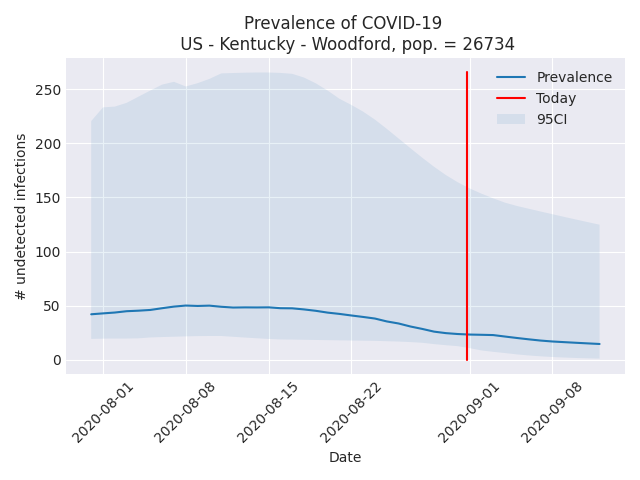 Prevalence of COVID-19
US - Kentucky - Woodford, pop. = 26734
Prevalence
Today
95CI
# undetected infections
250
200
150
100
50
0
2020-08-01
2020-08-08
2020-08-15
2020-08-22
2020-09-01
2020-09-08
Date